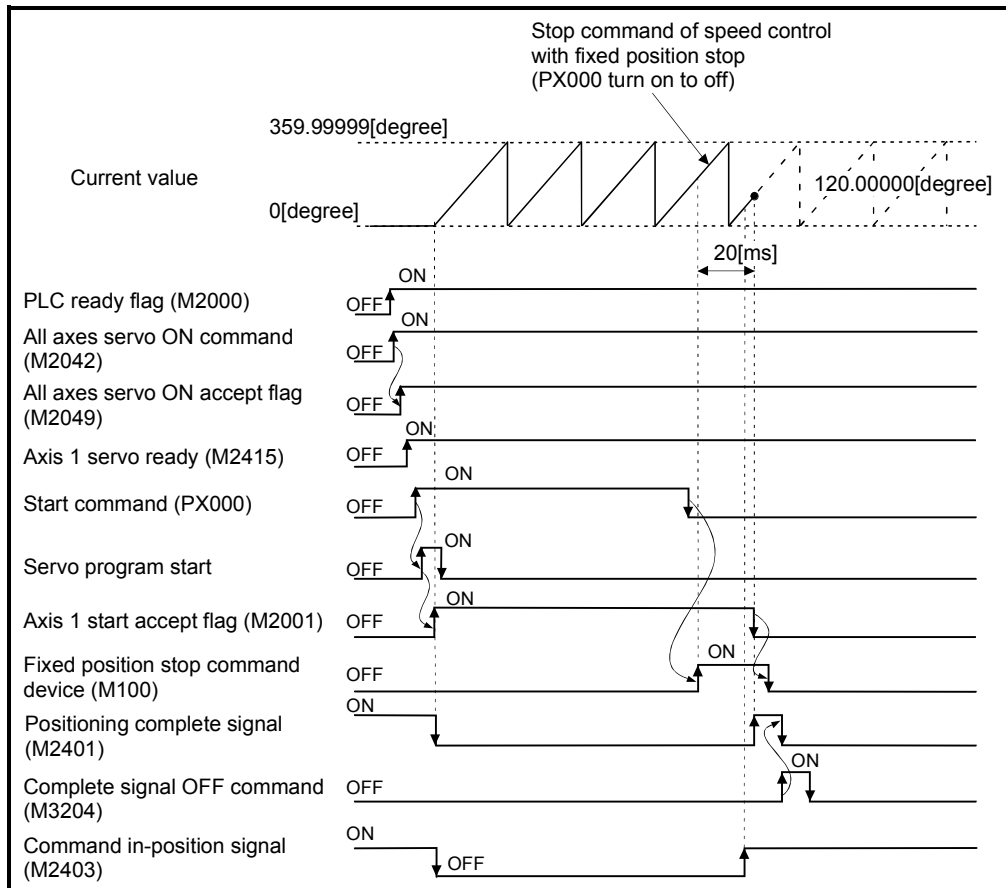 Stop command of speed control
with fixed position stop
(PX000 turn on to off)
359.99999[degree]
Current value
120.00000[degree]
0[degree]
20[ms]
ON
PLC ready flag (M2000)
OFF
ON
All axes servo ON command
(M2042)
OFF
All axes servo ON accept flag
(M2049)
OFF
ON
Axis 1 servo ready (M2415)
OFF
ON
Start command (PX000)
OFF
ON
Servo program start
OFF
ON
Axis 1 start accept flag (M2001)
OFF
ON
Fixed position stop command
device (M100)
OFF
ON
Positioning complete signal
(M2401)
ON
Complete signal OFF command
(M3204)
OFF
ON
Command in-position signal
(M2403)
OFF